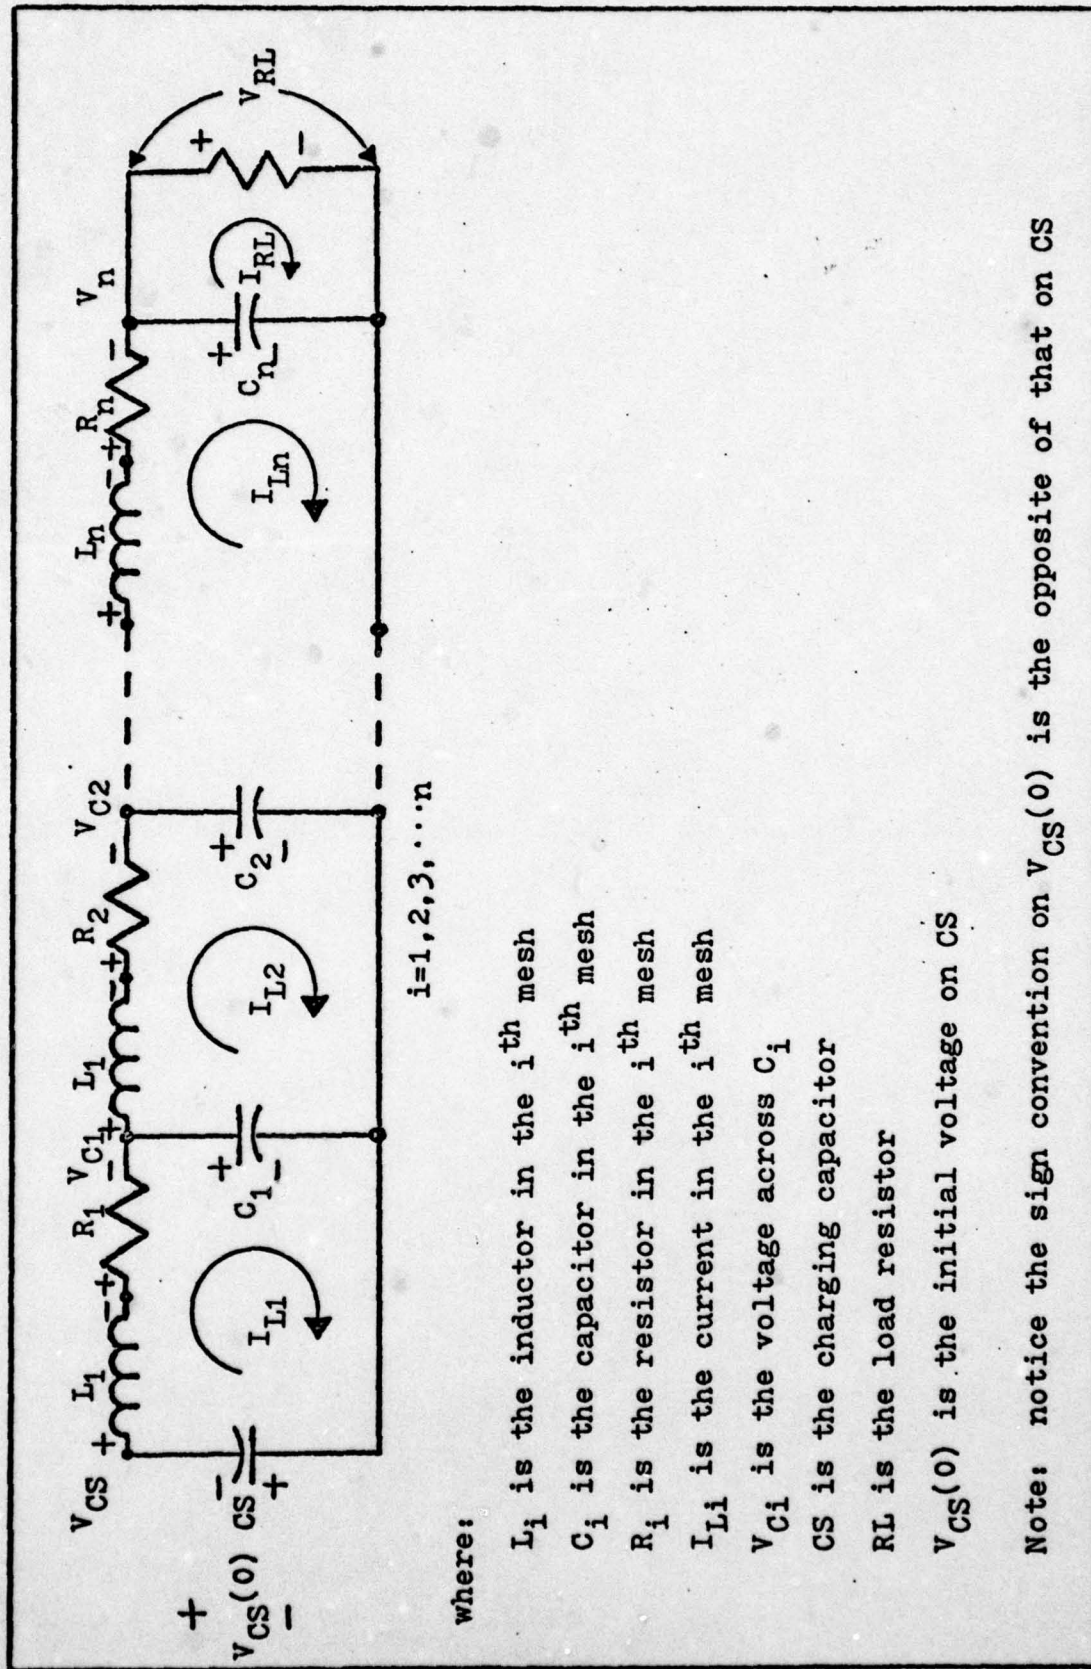 V_CS + L_1 - + R_1 - V_C1 + L_1 - + R_2 - V_C2 + L_n - + R_n - V_n
+ V_CS(0) - CS - + I_L1 C_1 + - I_L2 C_2 + - I_Ln C_n + - I_RL + - V_RL
i=1,2,3,···n
where:
L_i is the inductor in the i^th mesh
C_i is the capacitor in the i^th mesh
R_i is the resistor in the i^th mesh
I_Li is the current in the i^th mesh
V_Ci is the voltage across C_i
CS is the charging capacitor
RL is the load resistor
V_CS(0) is the initial voltage on CS
Note: notice the sign convention on V_CS(0) is the opposite of that on CS